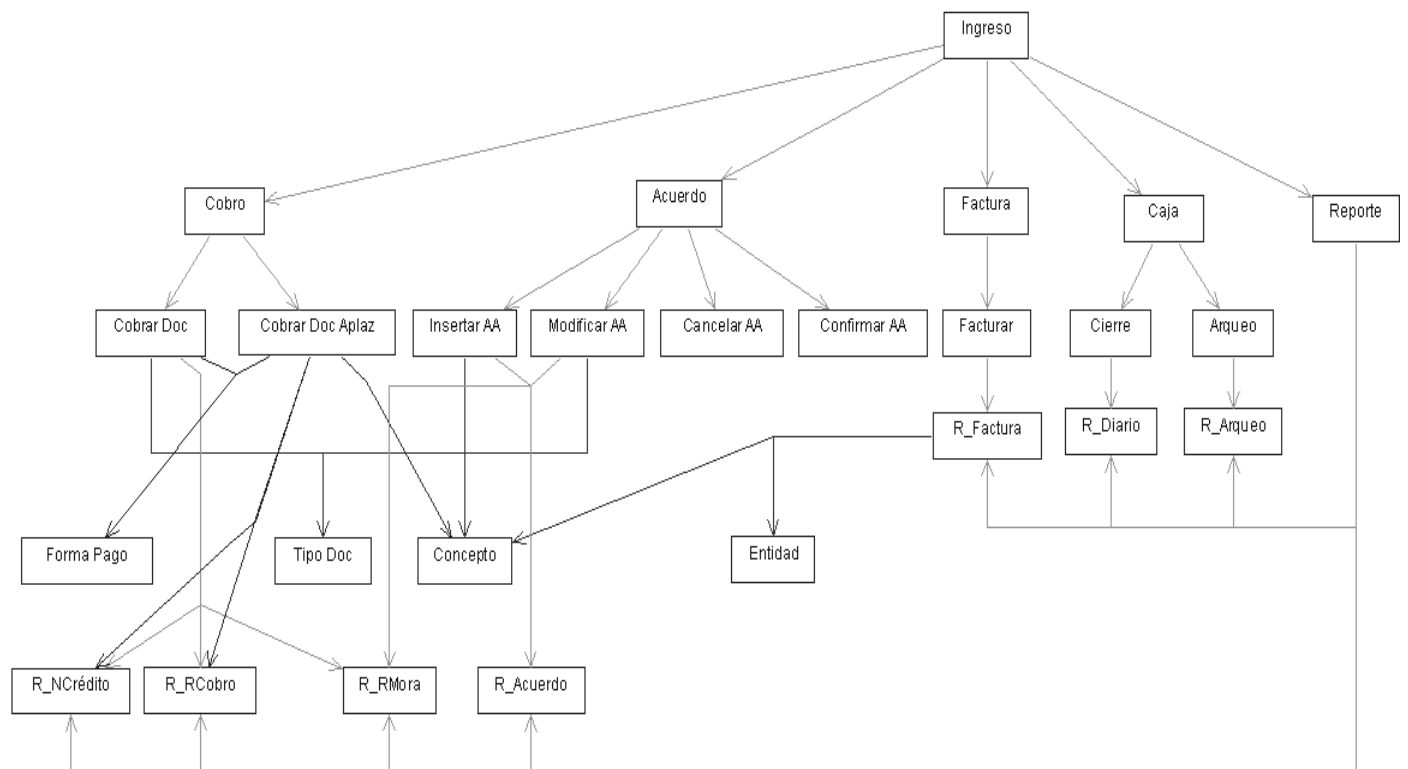 Ingreso
Cobro
Acuerdo
Factura
Caja
Reporte
Cobrar Doc
Cobrar Doc Aplaz
Insertar AA
Modificar AA
Cancelar AA
Confirmar AA
Facturar
Cierre
Arqueo
R_Factura
R_Diario
R_Arqueo
Forma Pago
Tipo Doc
Concepto
Entidad
R_NCrédito
R_RCobro
R_RMora
R_Acuerdo